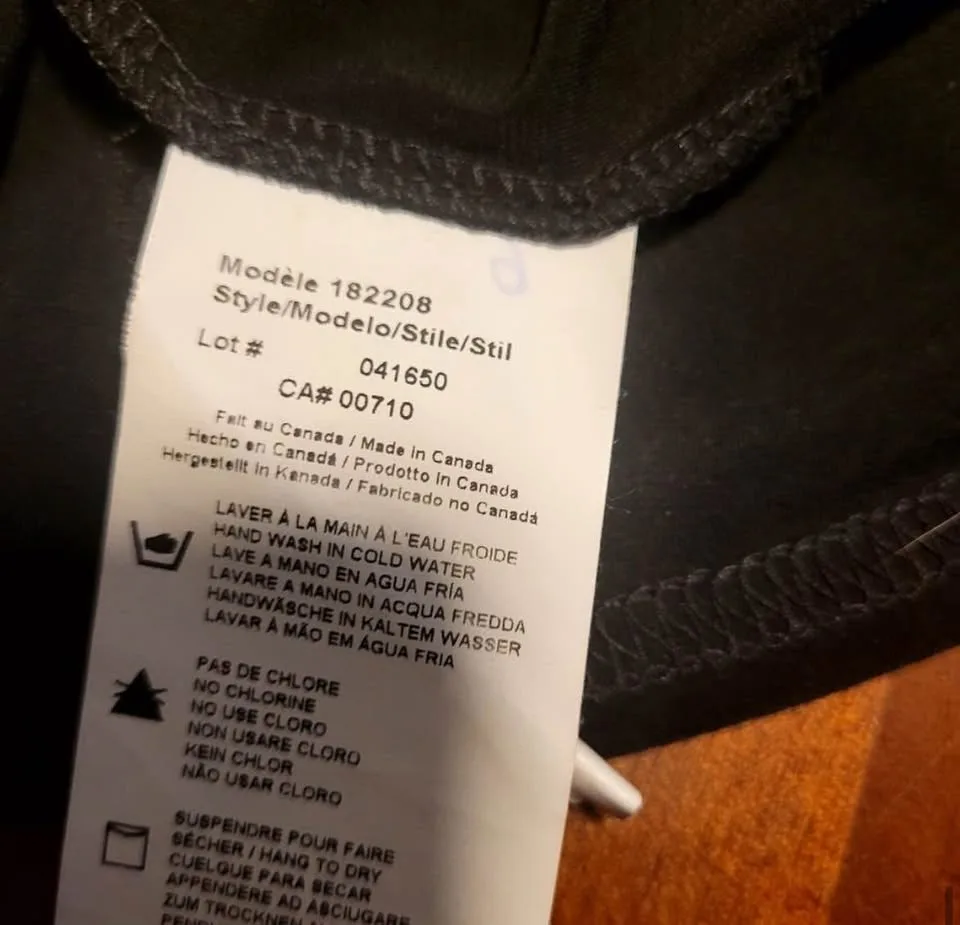 Modèle 182208
Style/Modelo/Stile/Stil
Lot # 041650
CA# 00710
Fait au Canada / Made in Canada
Hecho en Canadá / Prodotto in Canada
Hergestellt in Kanada / Fabricado no Canadá
LAVER À LA MAIN À L'EAU FROIDE
HAND WASH IN COLD WATER
LAVE A MANO EN AGUA FRÍA
LAVARE A MANO IN ACQUA FREDDA
HANDWÄSCHE IN KALTEM WASSER
LAVAR À MÃO EM ÁGUA FRIA
PAS DE CHLORE
NO CHLORINE
NO USE CLORO
NON USARE CLORO
KEIN CHLOR
NÃO USAR CLORO
SUSPENDRE POUR FAIRE
SÉCHER / HANG TO DRY
CUELGUE PARA SECAR
APPENDERE AD ASCIUGARE
ZUM TROCKNEN